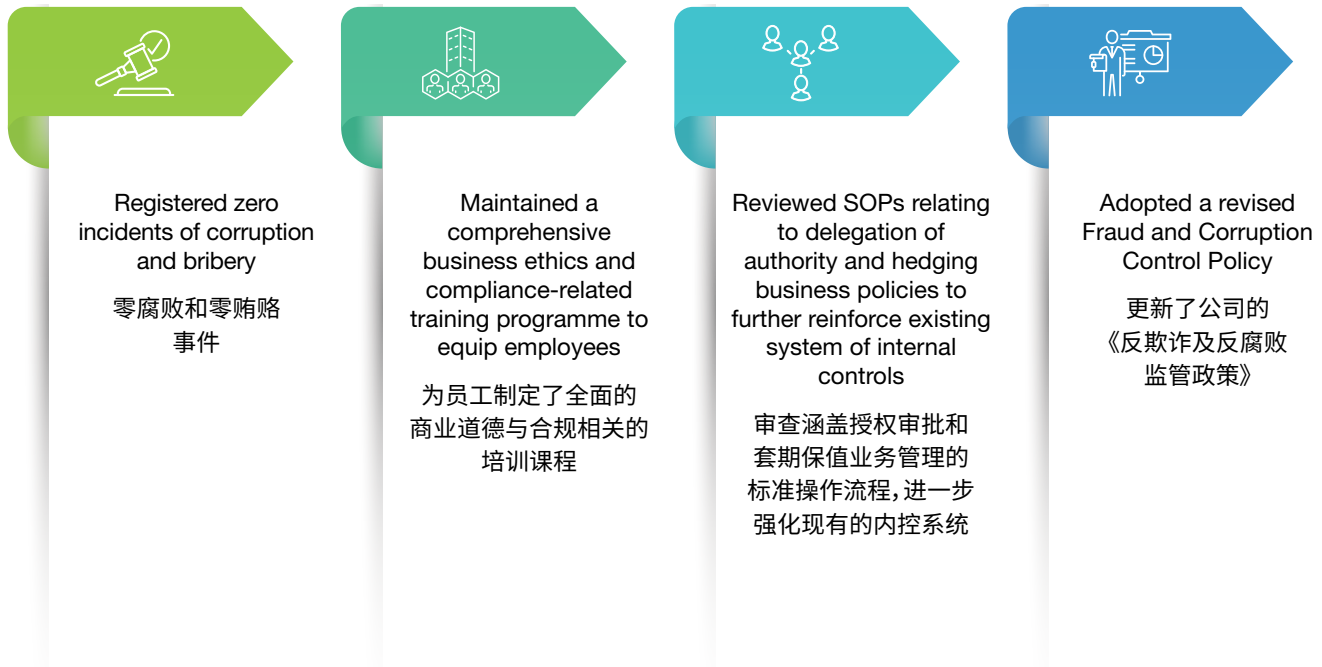 Registered zero
incidents of corruption
and bribery
零腐败和零贿赂
事件
Maintained a
comprehensive
business ethics and
compliance-related
training programme to
equip employees
为员工制定了全面的
商业道德与合规相关的
培训课程
Reviewed SOPs relating
to delegation of
authority and hedging
business policies to
further reinforce existing
system of internal
controls
审查涵盖授权审批和
套期保值业务管理的
标准操作流程，进一步
强化现有的内控系统
Adopted a revised
Fraud and Corruption
Control Policy
更新了公司的
《反欺诈及反腐败
监管政策》